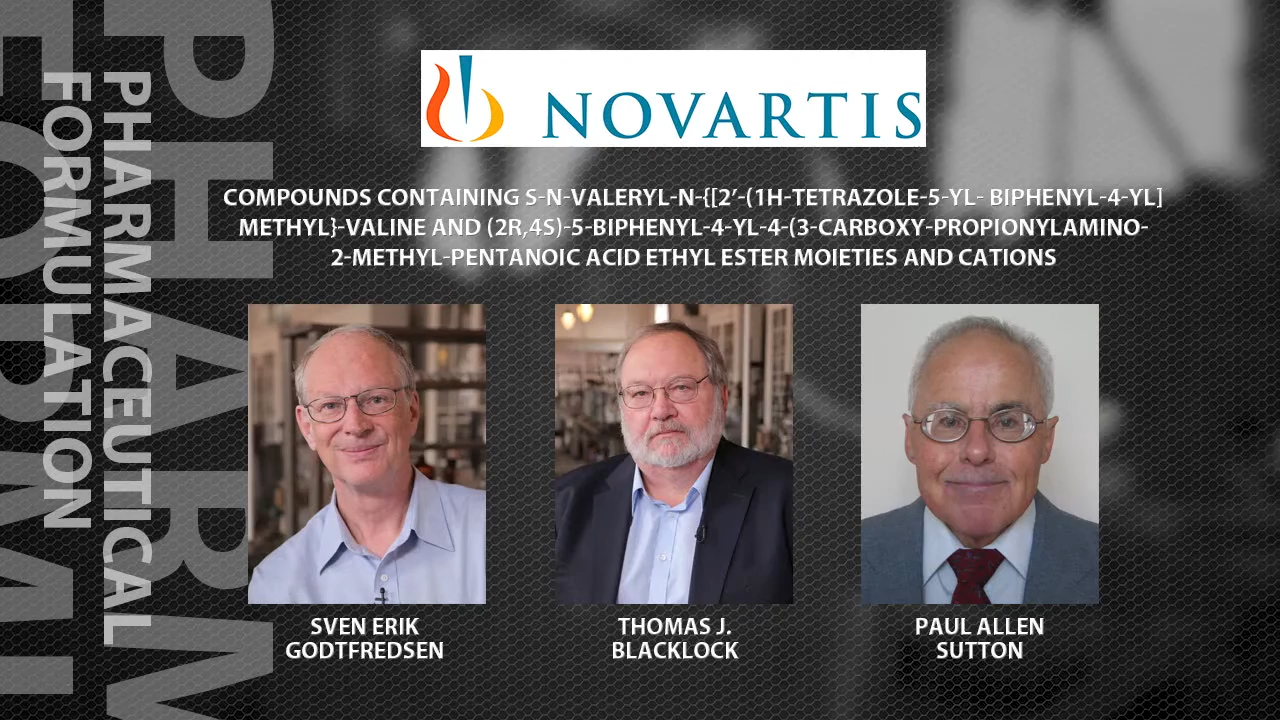 NOVARTIS
COMPOUNDS CONTAINING S-N-VALERYL-N-{[2’-(1H-TETRAZOLE-5-YL- BIPHENYL-4-YL]
METHYL}-VALINE AND (2R,4S)-5-BIPHENYL-4-YL-4-(3-CARBOXY-PROPIONYLAMINO-
2-METHYL-PENTANOIC ACID ETHYL ESTER MOIETIES AND CATIONS
PHARMACEUTICAL
FORMULATION
SVEN ERIK
GODTFREDSEN
THOMAS J.
BLACKLOCK
PAUL ALLEN
SUTTON